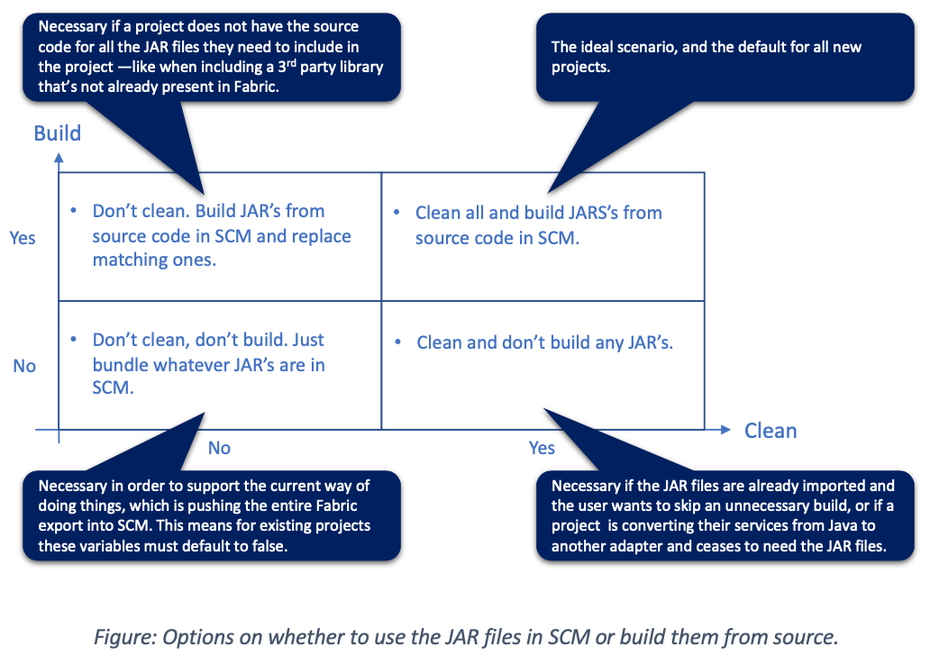 Necessary if a project does not have the source
code for all the JAR files they need to include in
the project —like when including a 3rd party library
that's not already present in Fabric.
The ideal scenario, and the default for all new
projects.
Build
Yes
• Don't clean. Build JAR's from
source code in SCM and replace
matching ones.
• Clean all and build JARS's from
source code in SCM.
No
• Don't clean, don't build. Just
bundle whatever JAR's are in
SCM.
• Clean and don't build any JAR's.
No
Yes
Clean
Necessary in order to support the current way of
doing things, which is pushing the entire Fabric
export into SCM. This means for existing projects
these variables must default to false.
Necessary if the JAR files are already imported and
the user wants to skip an unnecessary build, or if a
project is converting their services from Java to
another adapter and ceases to need the JAR files.
Figure: Options on whether to use the JAR files in SCM or build them from source.